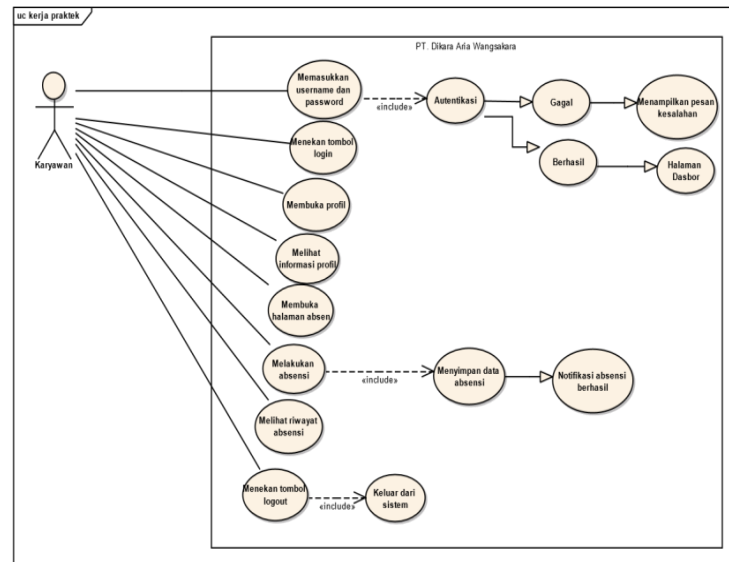 uc kerja praktek
PT. Dikara Aria Wangsakara
Karyawan
Memasukkan
username dan
password
«include»
Autentikasi
Gagal
Menampilkan pesan
kesalahan
Menekan tombol
login
Berhasil
Halaman
Dasbor
Membuka profil
Melihat
informasi profil
Membuka
halaman absen
Melakukan
absensi
«include»
Menyimpan data
absensi
Notifikasi absensi
berhasil
Melihat riwayat
absensi
Menekan tombol
logout
«include»
Keluar dari
sistem